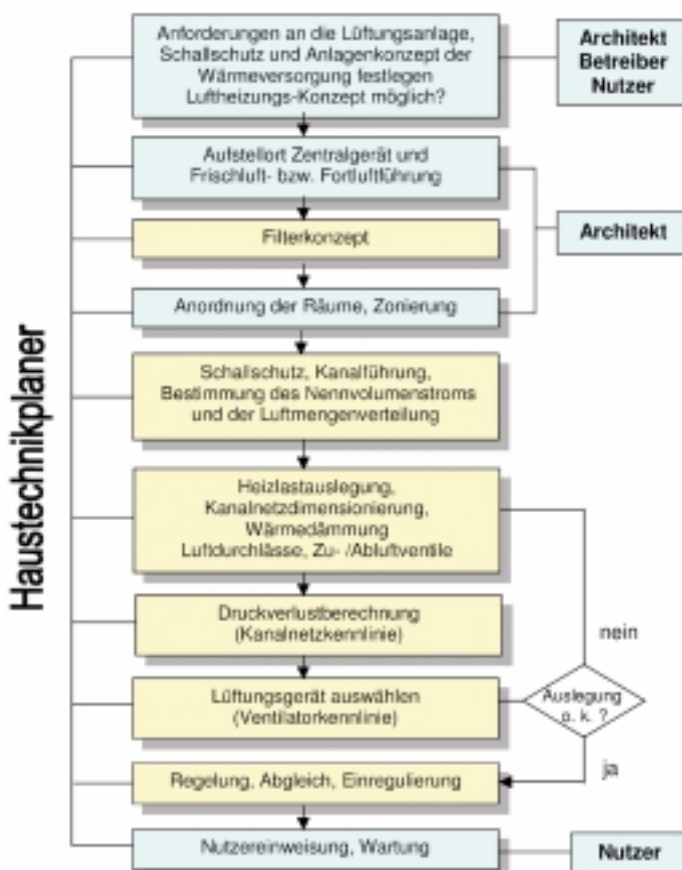 Anforderungen an die Lüftungsanlage,
Schallschutz und Anlagenkonzept der
Wärmeversorgung festlegen
Luftheizungs-Konzept möglich?
Architekt
Betreiber
Nutzer
Aufstellort Zentralgerät und
Frischluft- bzw. Fortluftführung
Filterkonzept
Architekt
Anordnung der Räume, Zonierung
Haustechnikplaner
Schallschutz, Kanalführung,
Bestimmung des Nennvolumenstroms
und der Luftmengenverteilung
Heizlastauslegung,
Kanalnetzdimensionierung,
Wärmedämmung
Luftdurchlässe, Zu- /Abluftventile
Druckverlustberechnung
(Kanalnetzkennlinie)
nein
Lüftungsgerät auswählen
(Ventilatorkennlinie)
Auslegung
o. k. ?
ja
Regelung, Abgleich, Einregulierung
Nutzereinweisung, Wartung
Nutzer